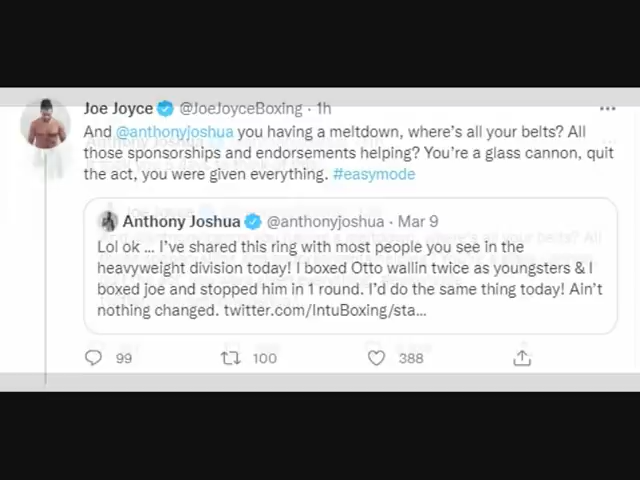 Joe Joyce @JoeJoyceBoxing · 1h
And @anthonyjoshua you having a meltdown, where's all your belts? All
those sponsorships and endorsements helping? You're a glass cannon, quit
the act, you were given everything. #easymode
Anthony Joshua @anthonyjoshua · Mar 9
Lol ok ... I've shared this ring with most people you see in the
heavyweight division today! I boxed Otto wallin twice as youngsters & I
boxed joe and stopped him in 1 round. I'd do the same thing today! Ain't
nothing changed. twitter.com/IntuBoxing/sta...
99 100 388